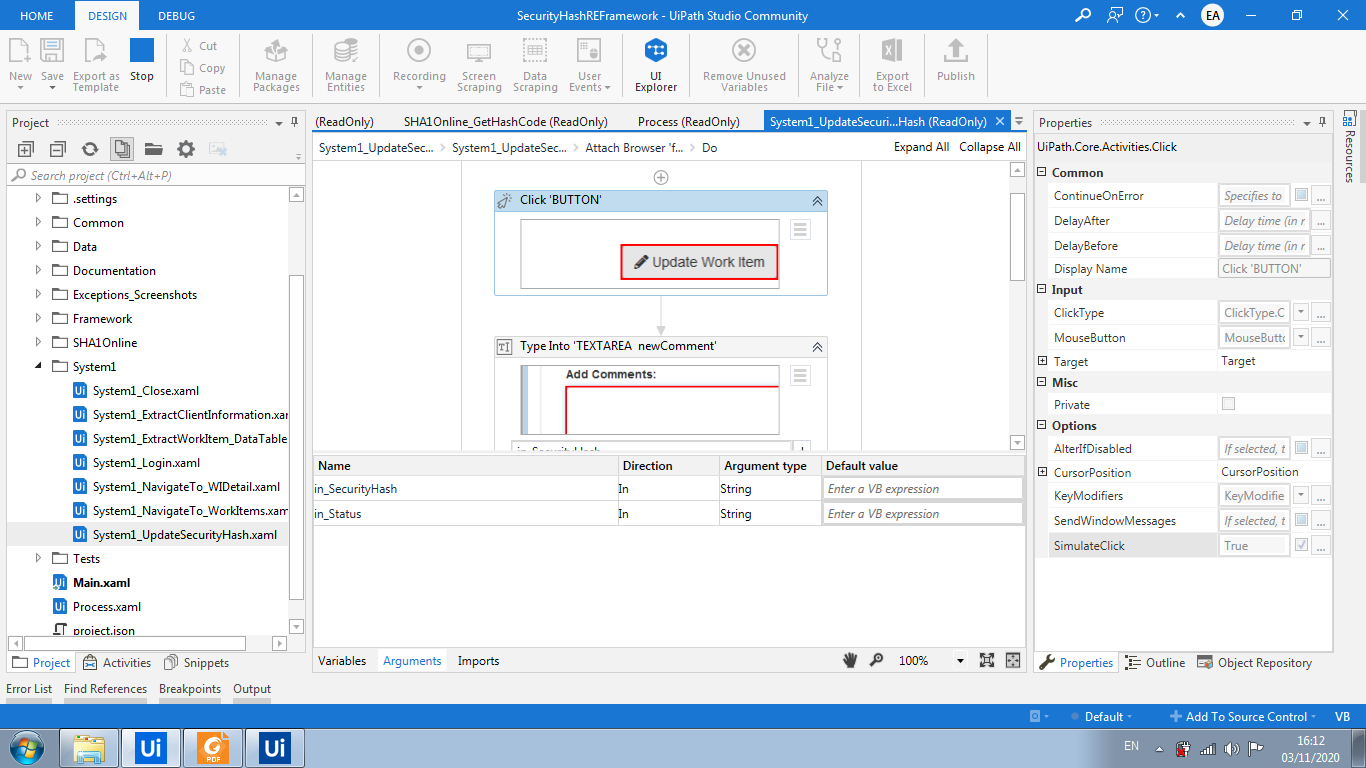 HOME DESIGN DEBUG SecurityHashREFramework - UiPath Studio Community EA
New Save Export as Template Stop Cut Copy Paste Manage Packages Manage Entities Recording Screen Scraping Data Scraping User Events UI Explorer Remove Unused Variables Analyze File Export to Excel Publish
Project
Search project (Ctrl+Alt+P)
.settings
Common
Data
Documentation
Exceptions_Screenshots
Framework
SHA1Online
System1
System1_Close.xaml
System1_ExtractClientInformation.xar
System1_ExtractWorkItem_DataTable
System1_Login.xaml
System1_NavigateTo_WIDetail.xaml
System1_NavigateTo_WorkItems.xam
System1_UpdateSecurityHash.xaml
Tests
Main.xaml
Process.xaml
project.json
Project Activities Snippets
(ReadOnly) SHA1Online_GetHashCode (ReadOnly) Process (ReadOnly) System1_UpdateSecuri...Hash (ReadOnly)
System1_UpdateSec... System1_UpdateSec... Attach Browser 'f... Do Expand All Collapse All
Click 'BUTTON'
Update Work Item
Type Into 'TEXTAREA newComment'
Add Comments:
in_SecurityHash
Name Direction Argument type Default value
in_SecurityHash In String Enter a VB expression
in_Status In String Enter a VB expression
Variables Arguments Imports 100%
Properties
UiPath.Core.Activities.Click
Common
ContinueOnError Specifies to ...
DelayAfter Delay time (in r ...
DelayBefore Delay time (in r ...
Display Name Click 'BUTTON'
Input
ClickType ClickType.C ...
MouseButton MouseButto ...
Target Target
Misc
Private
Options
AlterIfDisabled If selected, t ...
CursorPosition CursorPosition
KeyModifiers KeyModifie ...
SendWindowMessages If selected, t ...
SimulateClick True ...
Properties Outline Object Repository
Resources
Error List Find References Breakpoints Output
Default Add To Source Control VB
Ui PDF Ui EN 16:12
03/11/2020